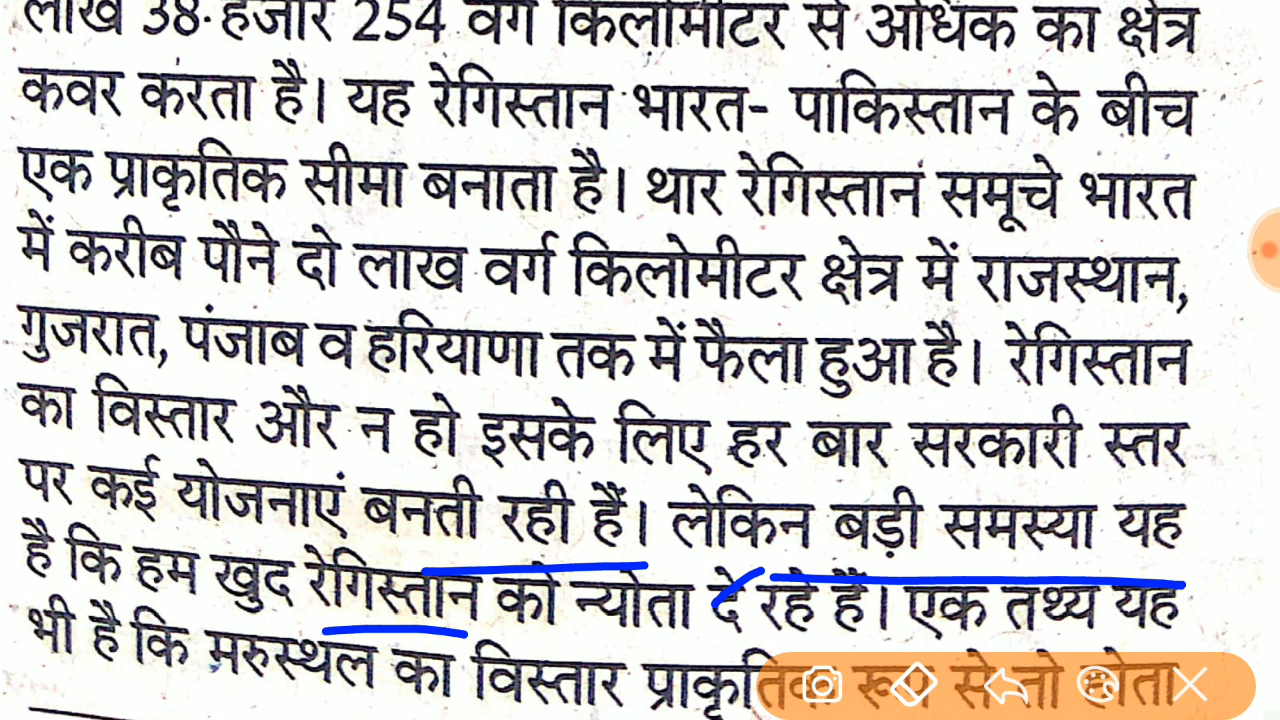 लाख 38 हजार 254 वर्ग किलोमीटर से अधिक का क्षेत्र
कवर करता है। यह रेगिस्तान भारत- पाकिस्तान के बीच
एक प्राकृतिक सीमा बनाता है। थार रेगिस्तान समूचे भारत
में करीब पौने दो लाख वर्ग किलोमीटर क्षेत्र में राजस्थान,
गुजरात, पंजाब व हरियाणा तक में फैला हुआ है। रेगिस्तान
का विस्तार और न हो इसके लिए हर बार सरकारी स्तर
पर कई योजनाएं बनती रही हैं। लेकिन बड़ी समस्या यह
है कि हम खुद रेगिस्तान को न्योता दे रहे हैं। एक तथ्य यह
भी है कि मरुस्थल का विस्तार प्राकृतिक रूप से तो होता